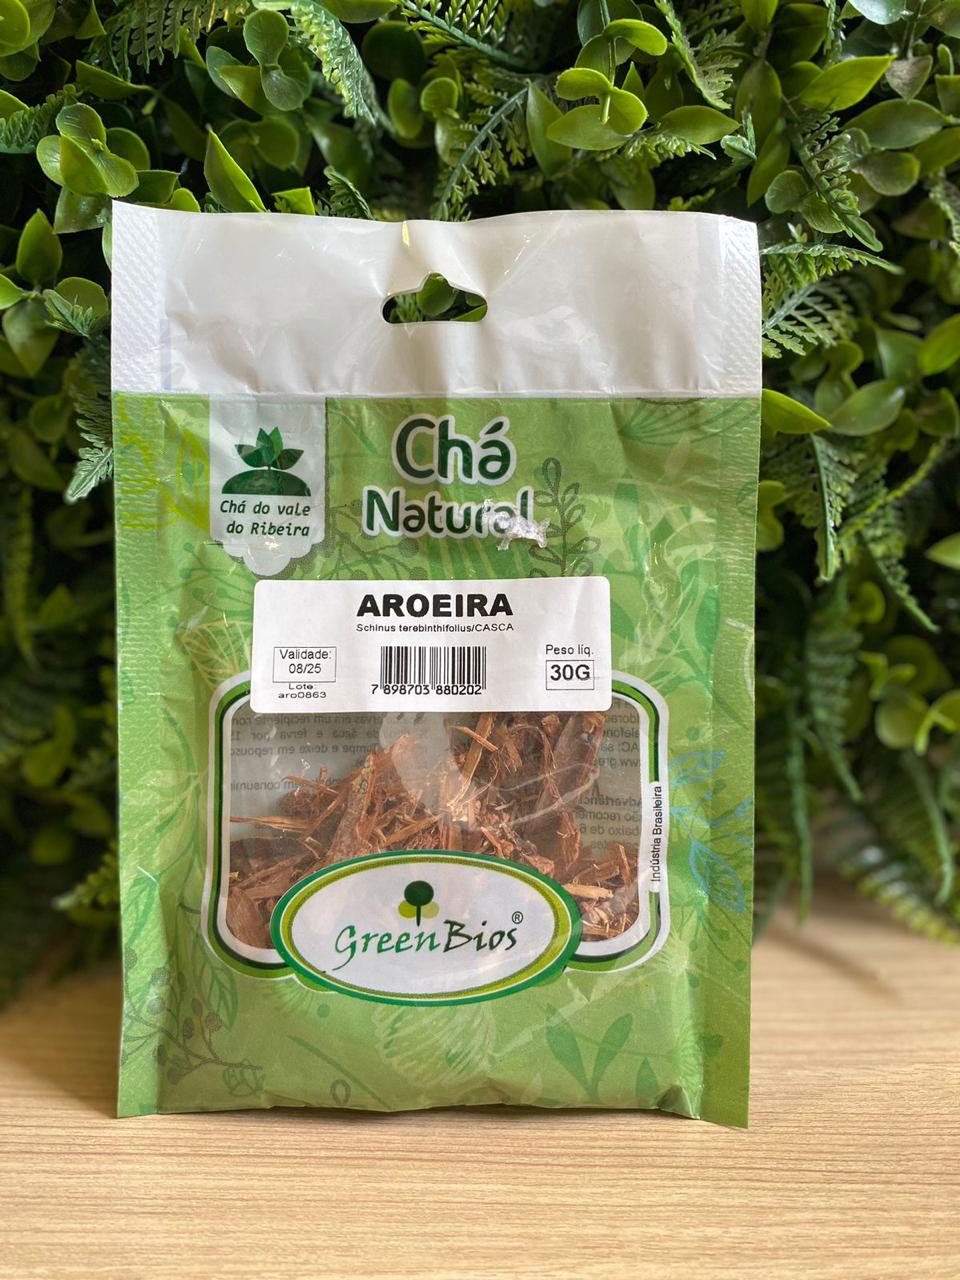 Chá
Natural
Chá do vale
do Ribeira
AROEIRA
Schinus terebinthifolius/CASCA
Validade:
08/25
Lote:
aro0863
7 898703 880202
Peso líq.
30G
Indústria Brasileira
GreenBios®